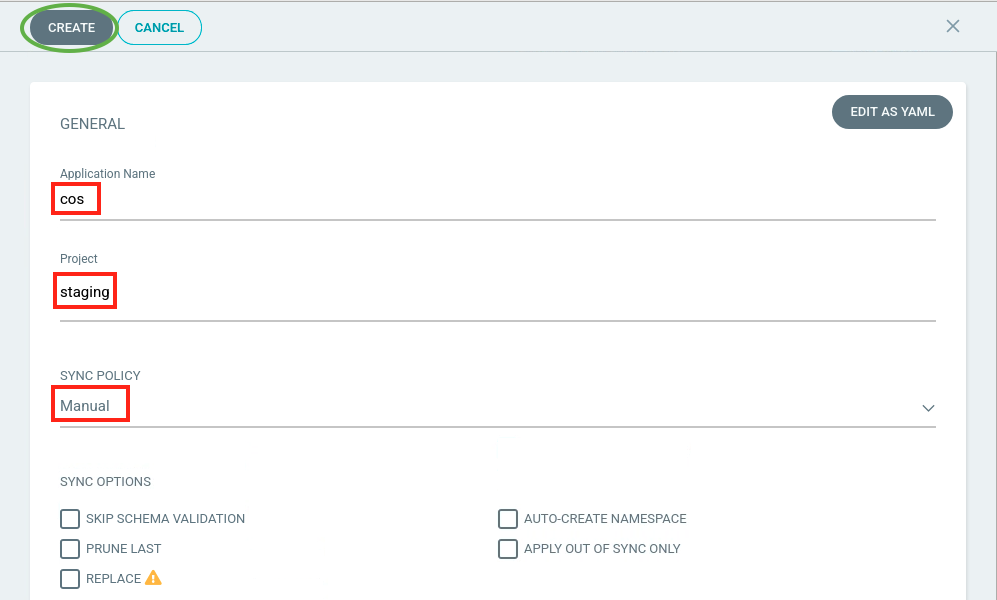 CREATE CANCEL
EDIT AS YAML
GENERAL
Application Name
cos
Project
staging
SYNC POLICY
Manual
SYNC OPTIONS
SKIP SCHEMA VALIDATION AUTO-CREATE NAMESPACE
PRUNE LAST APPLY OUT OF SYNC ONLY
REPLACE